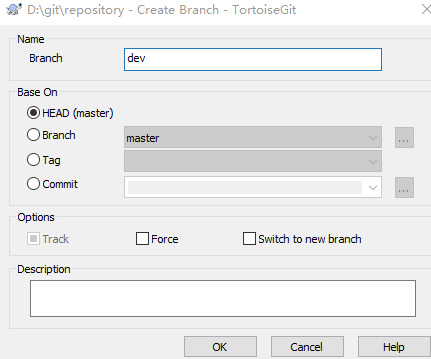 D:\git\repository - Create Branch - TortoiseGit
Name
Branch
dev
Base On
HEAD (master)
Branch
master
...
Tag
Commit
...
Options
Track
Force
Switch to new branch
Description
OK
Cancel
Help